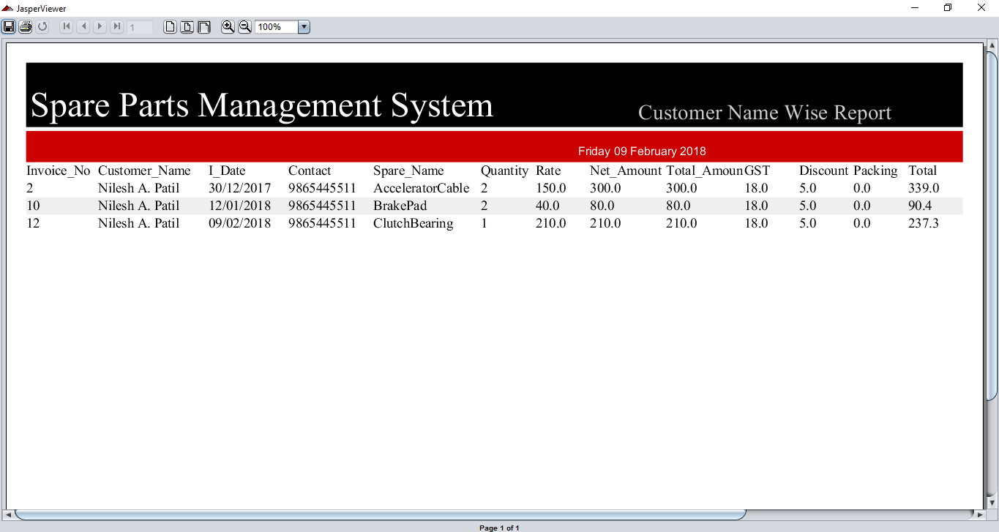 JasperViewer
1 100%
Spare Parts Management System
Customer Name Wise Report
Friday 09 February 2018
Invoice_No Customer_Name I_Date Contact Spare_Name Quantity Rate Net_Amount Total_Amoun GST Discount Packing Total
2 Nilesh A. Patil 30/12/2017 9865445511 AcceleratorCable 2 150.0 300.0 300.0 18.0 5.0 0.0 339.0
10 Nilesh A. Patil 12/01/2018 9865445511 BrakePad 2 40.0 80.0 80.0 18.0 5.0 0.0 90.4
12 Nilesh A. Patil 09/02/2018 9865445511 ClutchBearing 1 210.0 210.0 210.0 18.0 5.0 0.0 237.3
Page 1 of 1